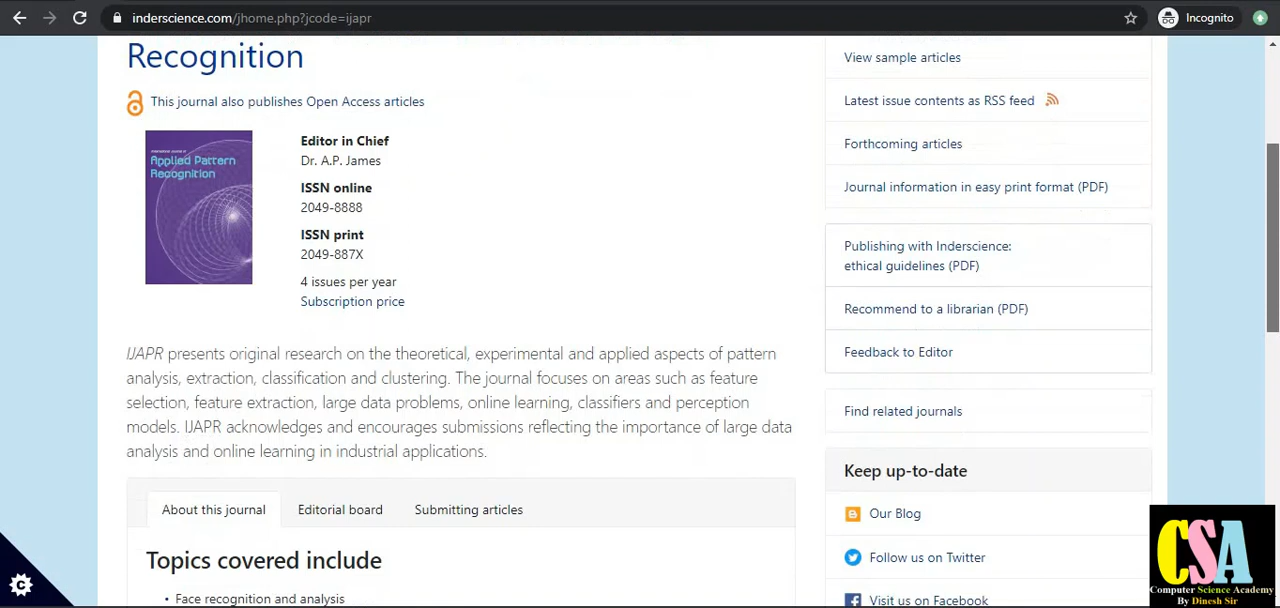 inderscience.com/jhome.php?jcode=ijapr
Incognito
Recognition
This journal also publishes Open Access articles
Applied Pattern
Recognition
Editor in Chief
Dr. A.P. James
ISSN online
2049-8888
ISSN print
2049-887X
4 issues per year
Subscription price
IJAPR presents original research on the theoretical, experimental and applied aspects of pattern
analysis, extraction, classification and clustering. The journal focuses on areas such as feature
selection, feature extraction, large data problems, online learning, classifiers and perception
models. IJAPR acknowledges and encourages submissions reflecting the importance of large data
analysis and online learning in industrial applications.
About this journal
Editorial board
Submitting articles
Topics covered include
• Face recognition and analysis
View sample articles
Latest issue contents as RSS feed
Forthcoming articles
Journal information in easy print format (PDF)
Publishing with Inderscience:
ethical guidelines (PDF)
Recommend to a librarian (PDF)
Feedback to Editor
Find related journals
Keep up-to-date
Our Blog
Follow us on Twitter
Visit us on Facebook
CSA
Computer Science Academy
By Dinesh Sir